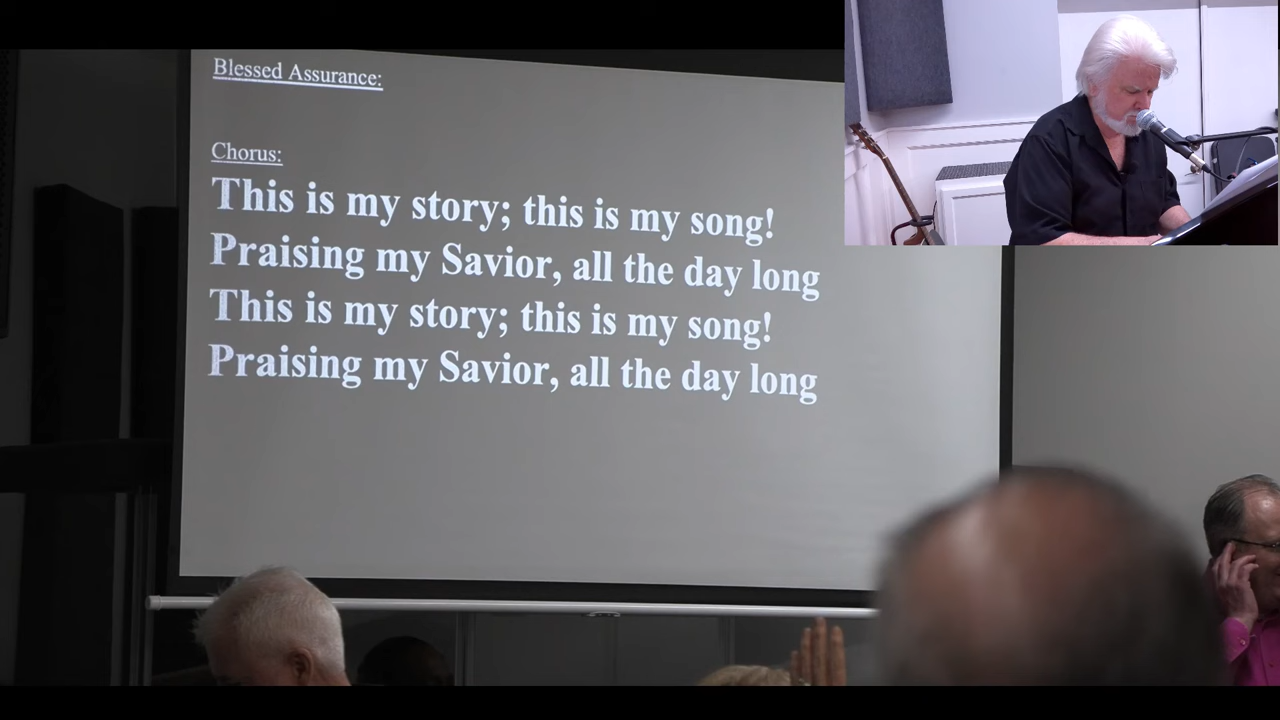 Blessed Assurance:
Chorus:
This is my story; this is my song!
Praising my Savior, all the day long
This is my story; this is my song!
Praising my Savior, all the day long